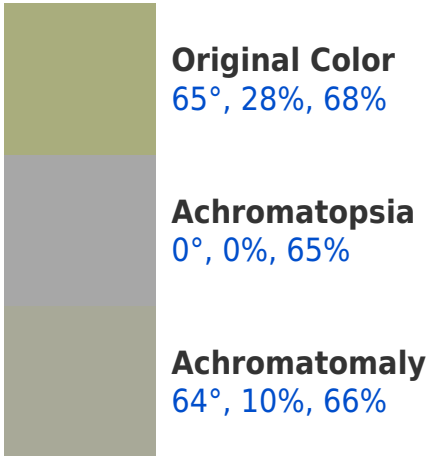 Original Color
65°, 28%, 68%
Achromatopsia
0°, 0%, 65%
Achromatomaly
64°, 10%, 66%